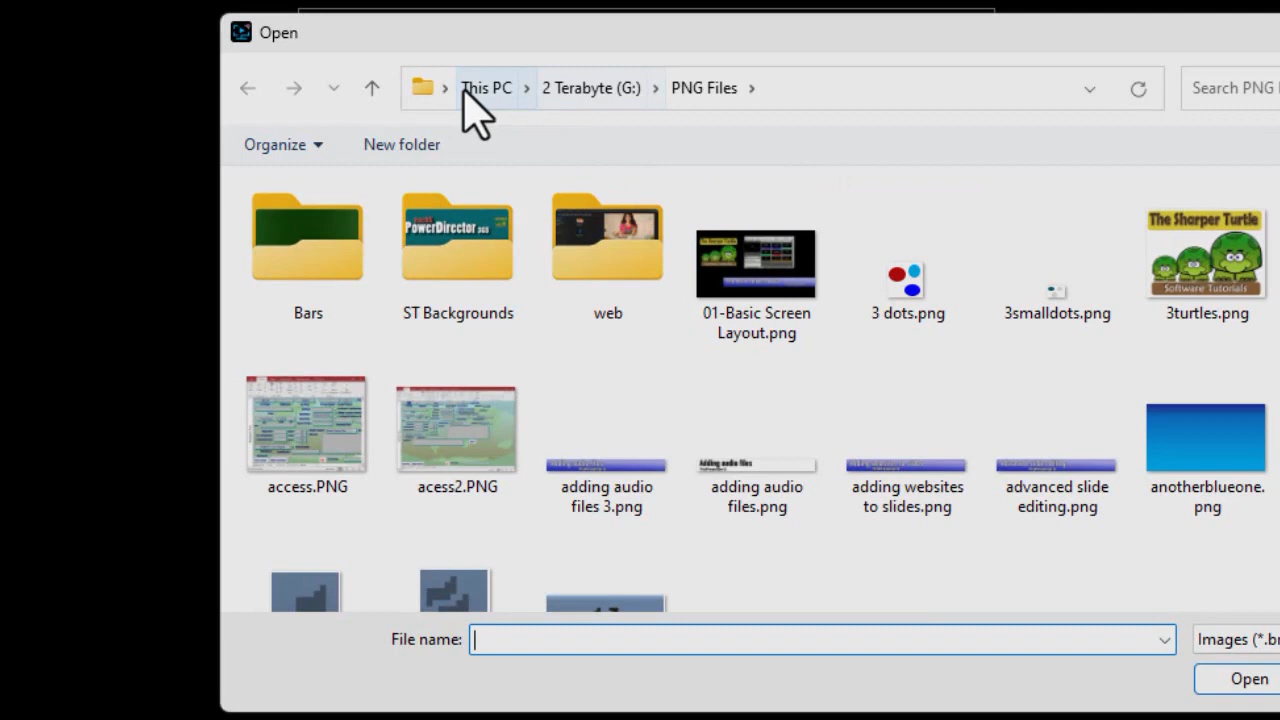 Open
This PC
2 Terabyte (G:)
PNG Files
Search PNG
Organize
New folder
PowerDirector 365
The Sharper Turtle
Software Tutorials
Bars
ST Backgrounds
web
01-Basic Screen
Layout.png
3 dots.png
3smalldots.png
3turtles.png
Adding audio files
access.PNG
acess2.PNG
adding audio
files 3.png
adding audio
files.png
adding websites
to slides.png
advanced slide
editing.png
anotherblueone.
png
File name:
Images (*.br
Open